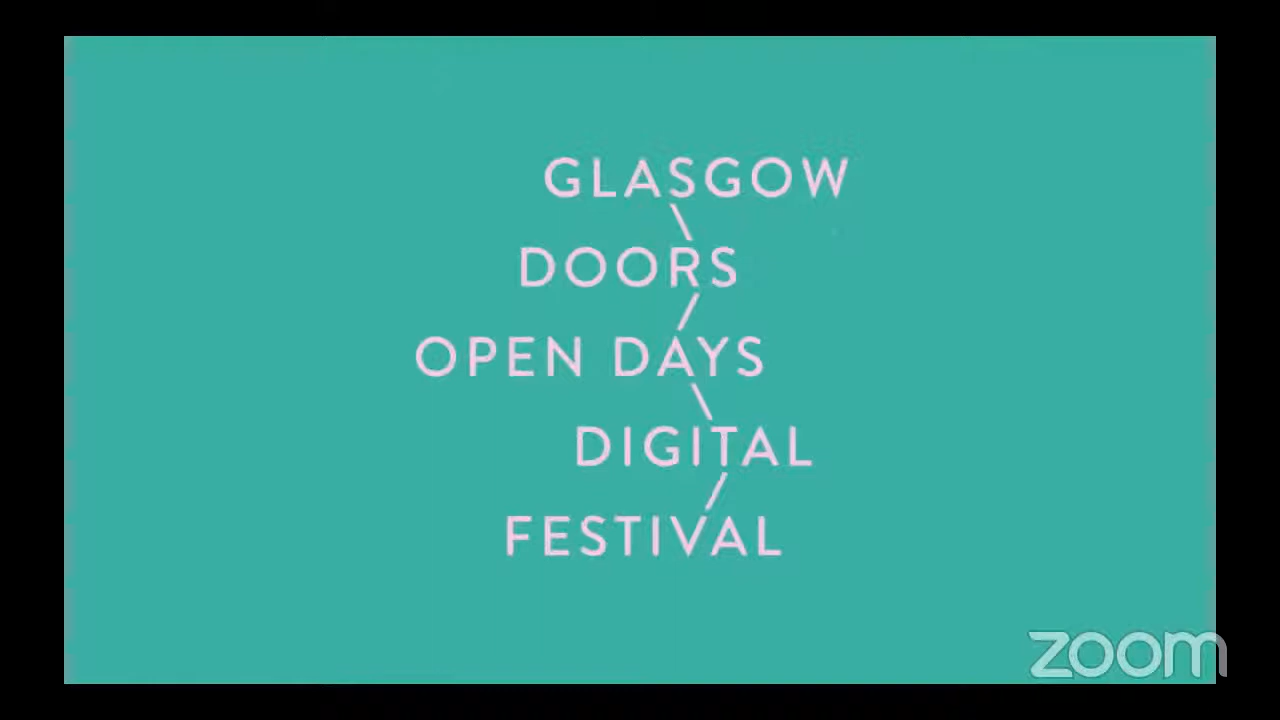 GLASGOW
DOORS
OPEN DAYS
DIGITAL
FESTIVAL
zoom